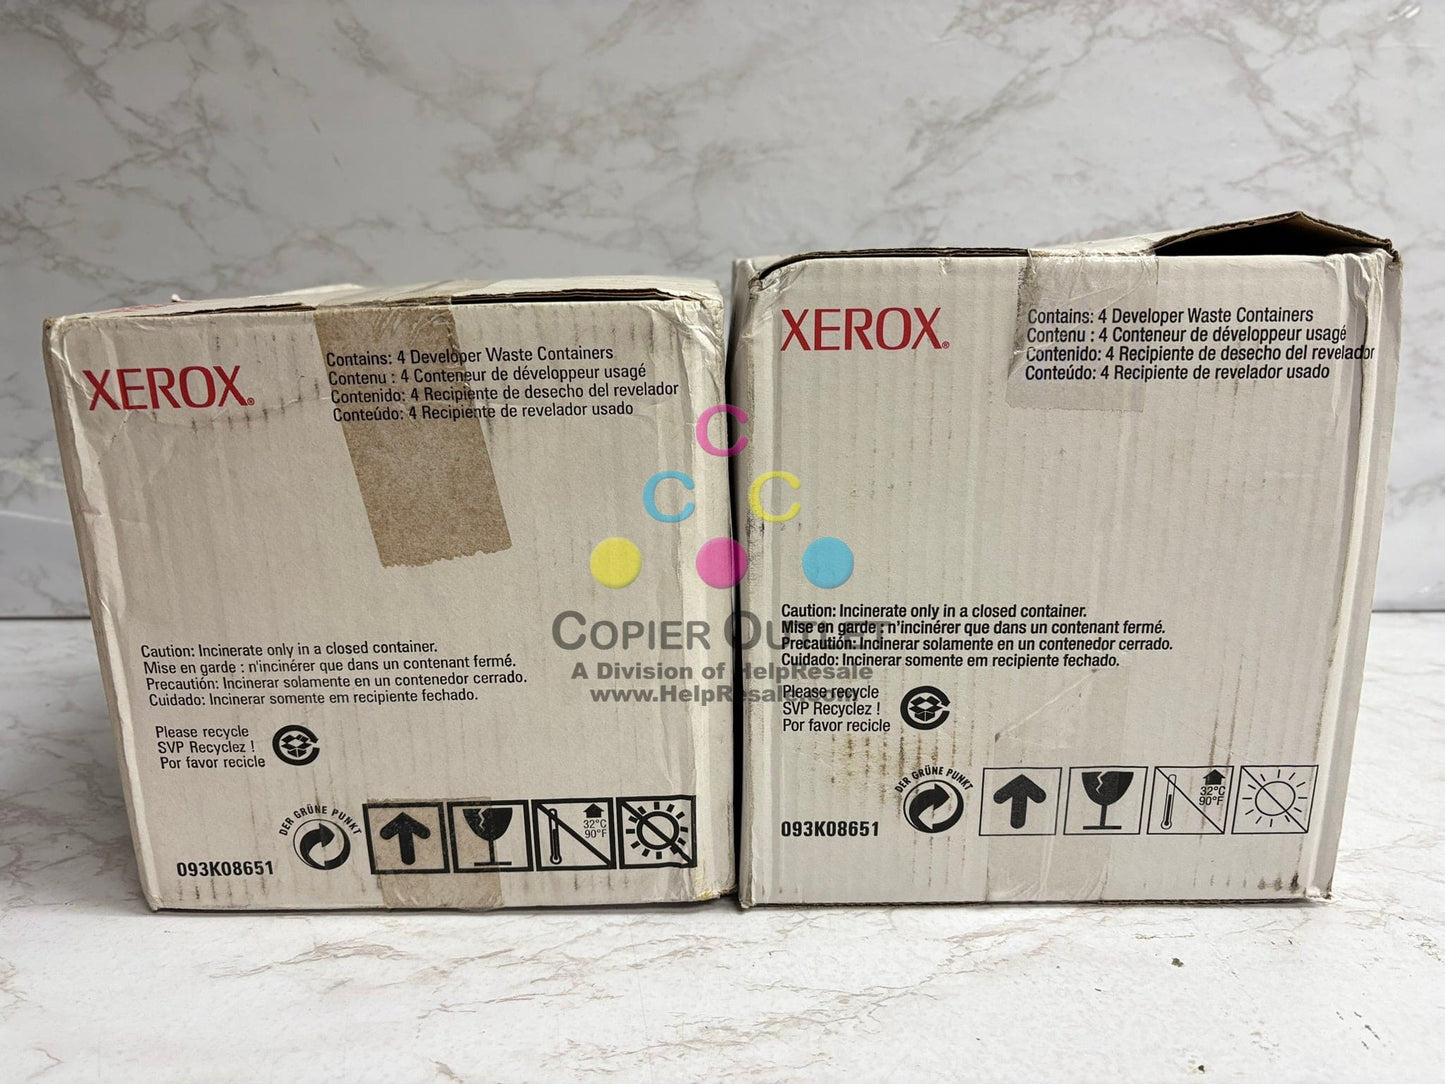 XEROX®
Contains: 4 Developer Waste Containers
Contenu : 4 Conteneur de développeur usagé
Contenido: 4 Recipiente de desecho del revelador
Conteúdo: 4 Recipiente de revelador usado
Caution: Incinerate only in a closed container.
Mise en garde : n'incinérer que dans un contenant fermé.
Precaución: Incinerar solamente en un contenedor cerrado.
Cuidado: Incinerar somente em recipiente fechado.
Please recycle
SVP Recyclez !
Por favor recicle
DER GRÜNE PUNKT
32°C
90°F
093K08651
XEROX®
Contains: 4 Developer Waste Containers
Contenu : 4 Conteneur de développeur usagé
Contenido: 4 Recipiente de desecho del revelador
Conteúdo: 4 Recipiente de revelador usado
Caution: Incinerate only in a closed container.
Mise en garde : n'incinérer que dans un contenant fermé.
Precaución: Incinerar solamente en un contenedor cerrado.
Cuidado: Incinerar somente em recipiente fechado.
Please recycle
SVP Recyclez !
Por favor recicle
DER GRÜNE PUNKT
32°C
90°F
093K08651
C
C C
COPIER OUTLET
A Division of HelpResale
www.HelpResale.com